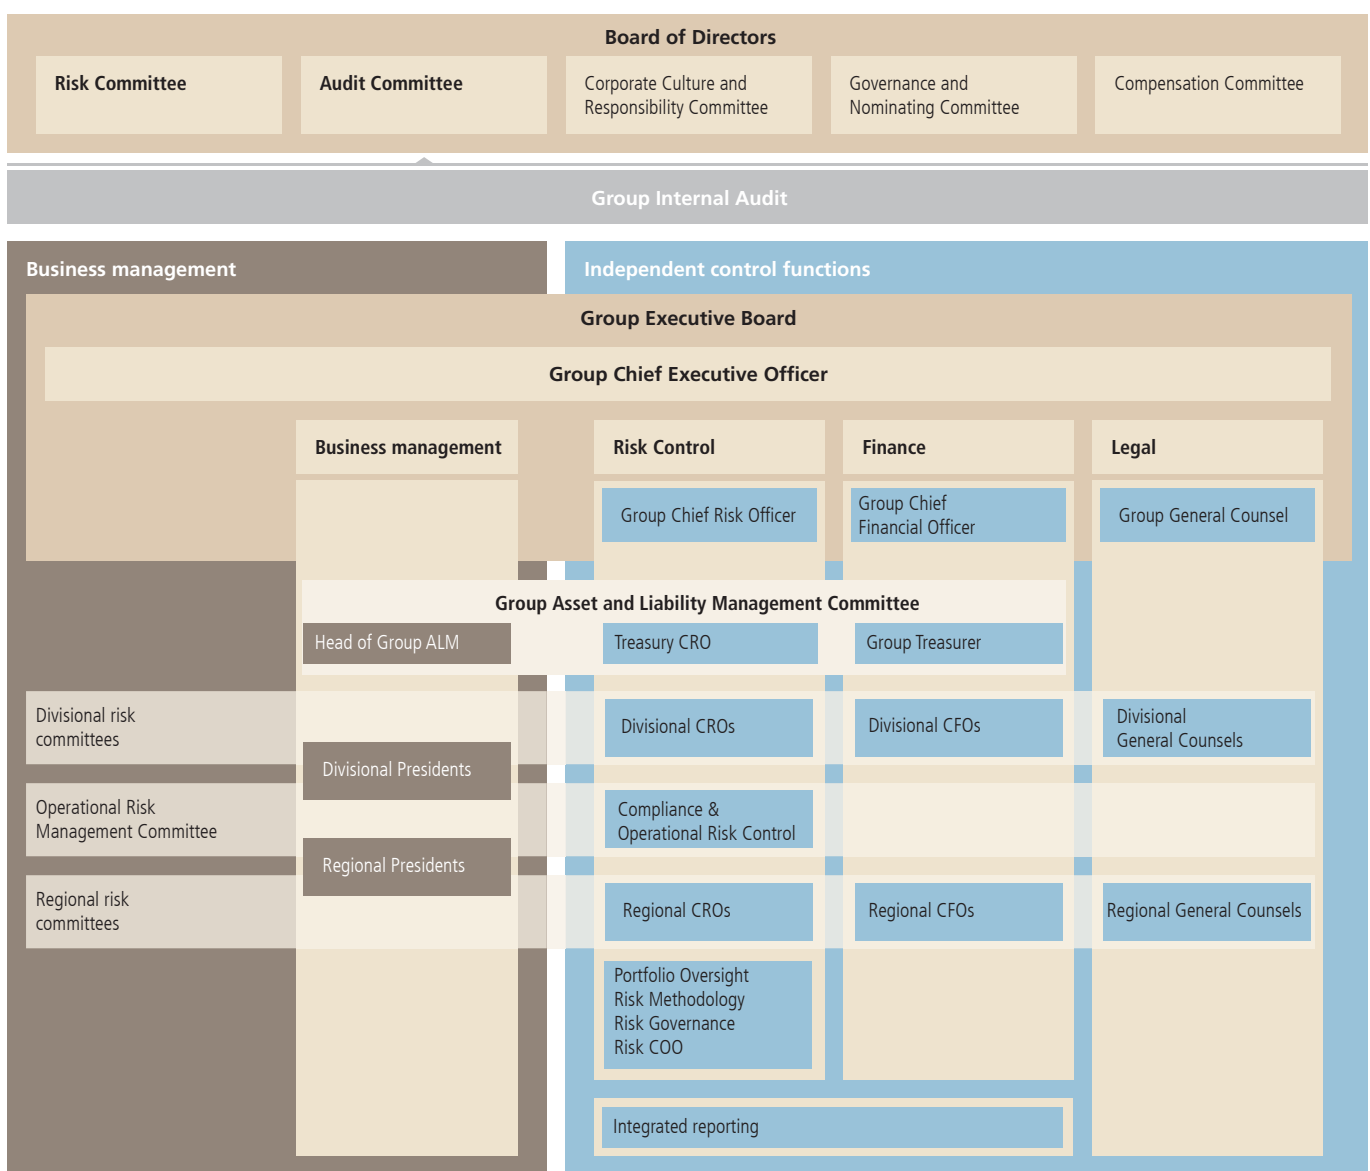 Board of Directors
Risk Committee
Audit Committee
Corporate Culture and
Responsibility Committee
Governance and
Nominating Committee
Compensation Committee
Group Internal Audit
Business management
Independent control functions
Group Executive Board
Group Chief Executive Officer
Business management
Risk Control
Finance
Legal
Group Chief Risk Officer
Group Chief
Financial Officer
Group General Counsel
Group Asset and Liability Management Committee
Head of Group ALM
Treasury CRO
Group Treasurer
Divisional risk
committees
Divisional CROs
Divisional CFOs
Divisional
General Counsels
Divisional Presidents
Operational Risk
Management Committee
Compliance &
Operational Risk Control
Regional Presidents
Regional risk
committees
Regional CROs
Regional CFOs
Regional General Counsels
Portfolio Oversight
Risk Methodology
Risk Governance
Risk COO
Integrated reporting